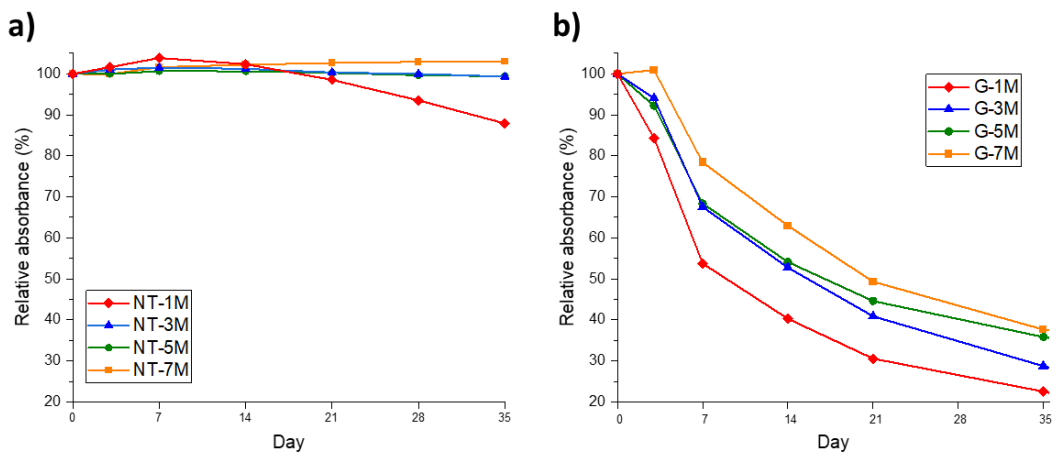 a)
Relative absorbance (%)
100
90
80
70
60
50
40
30
20
NT-1M
NT-3M
NT-5M
NT-7M
0 7 14 21 28 35
Day
b)
Relative absorbance (%)
100
90
80
70
60
50
40
30
20
G-1M
G-3M
G-5M
G-7M
0 7 14 21 28 35
Day